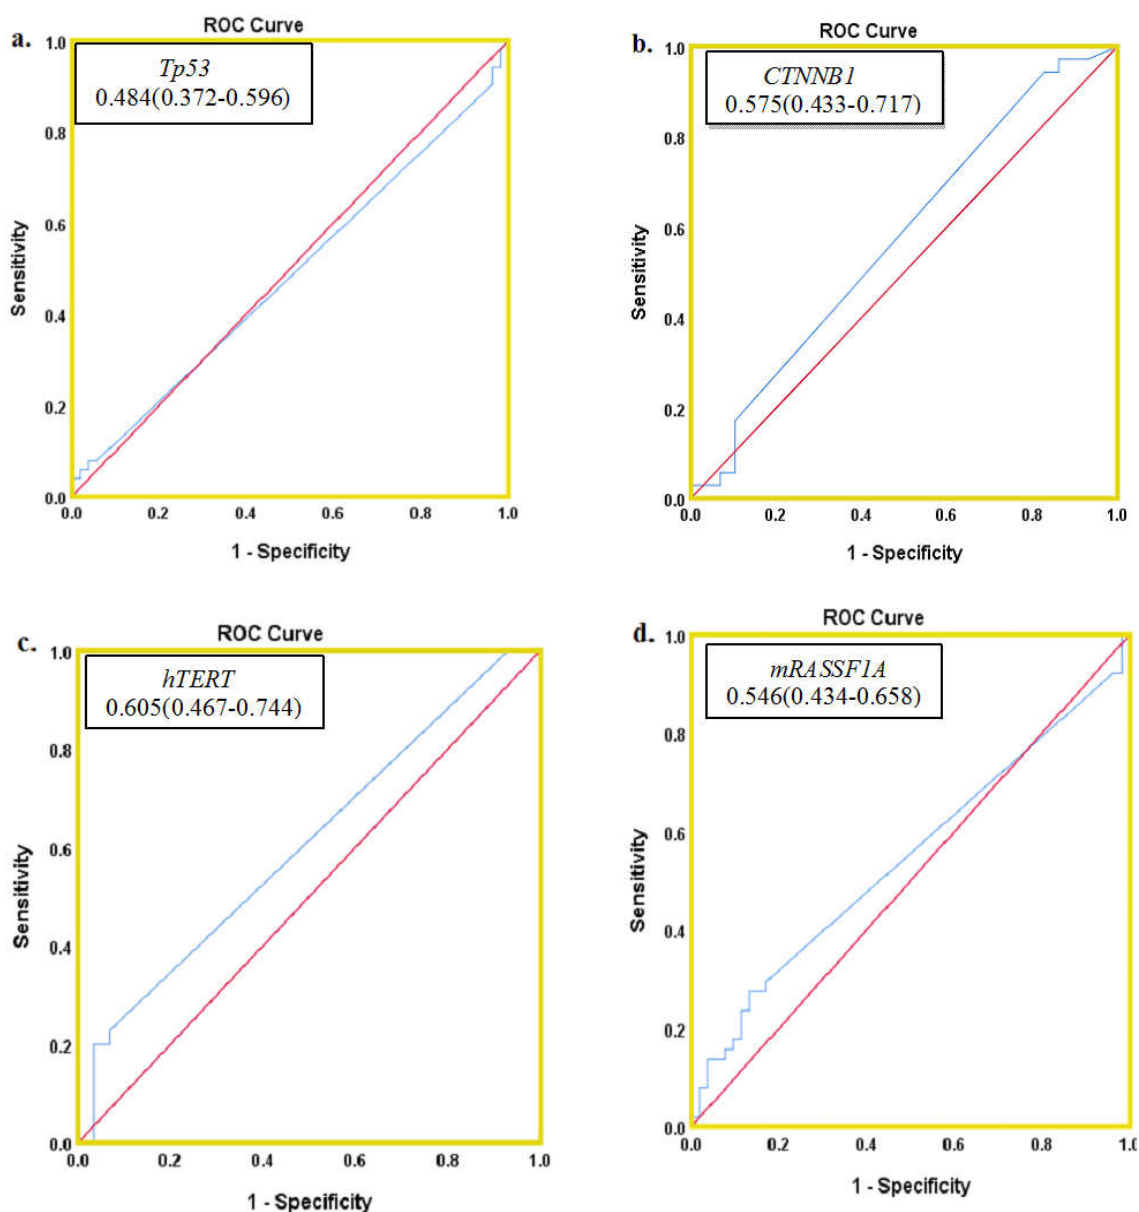 a.
ROC Curve
Tp53
0.484(0.372-0.596)
1.0
0.8
0.6
0.4
0.2
0.0
Sensitivity
0.0 0.2 0.4 0.6 0.8 1.0
1 - Specificity
b.
ROC Curve
CTNNB1
0.575(0.433-0.717)
1.0
0.8
0.6
0.4
0.2
0.0
Sensitivity
0.0 0.2 0.4 0.6 0.8 1.0
1 - Specificity
c.
ROC Curve
hTERT
0.605(0.467-0.744)
1.0
0.8
0.6
0.4
0.2
0.0
Sensitivity
0.0 0.2 0.4 0.6 0.8 1.0
1 - Specificity
d.
ROC Curve
mRASSF1A
0.546(0.434-0.658)
1.0
0.8
0.6
0.4
0.2
0.0
Sensitivity
0.0 0.2 0.4 0.6 0.8 1.0
1 - Specificity